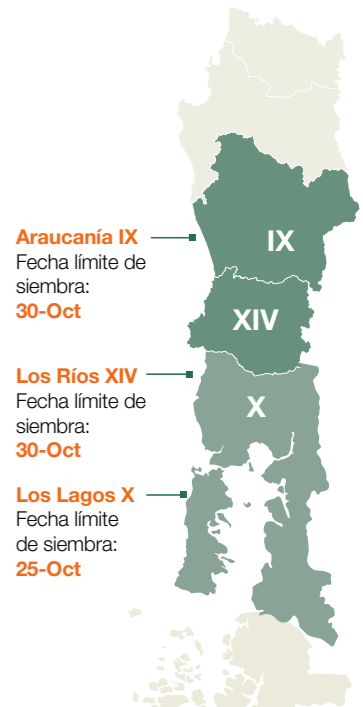 Araucanía IX
Fecha límite de
siembra:
30-Oct
IX
XIV
Los Ríos XIV
Fecha límite de
siembra:
30-Oct
X
Los Lagos X
Fecha límite
de siembra:
25-Oct